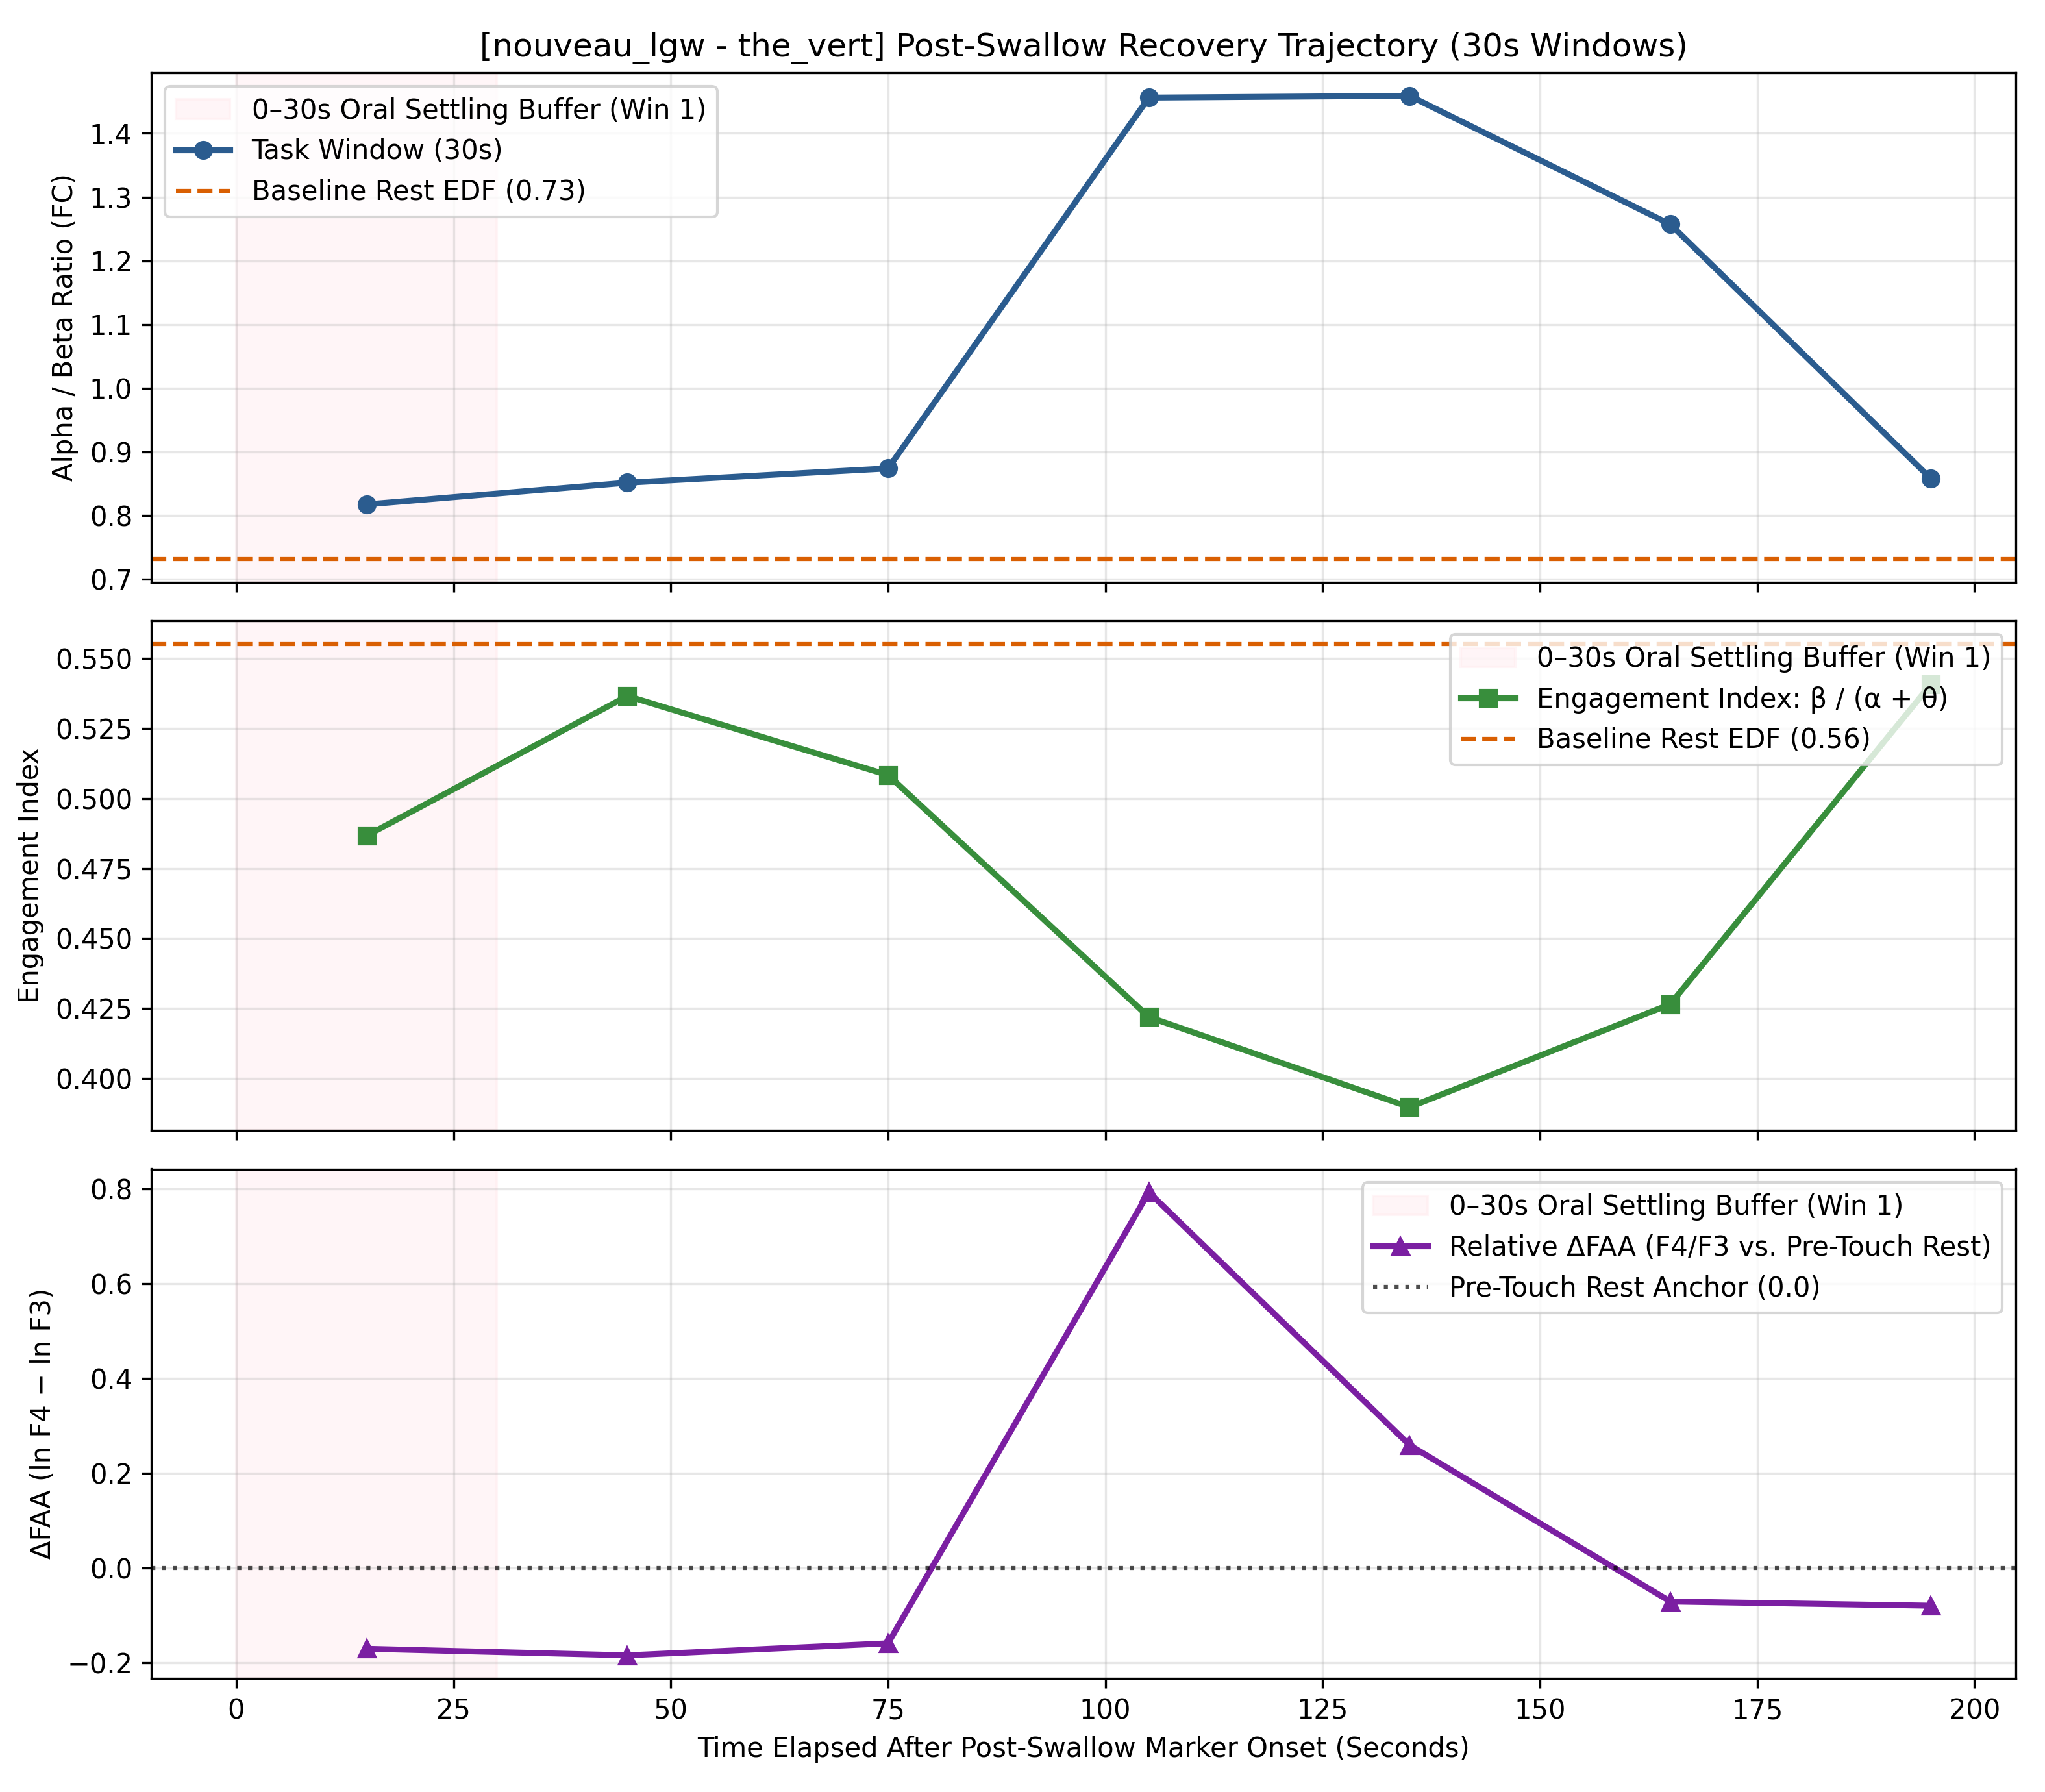 [nouveau_lgw - the_vert] Post-Swallow Recovery Trajectory (30s Windows)
0–30s Oral Settling Buffer (Win 1)
Task Window (30s)
Baseline Rest EDF (0.73)
Alpha / Beta Ratio (FC)
1.4
1.3
1.2
1.1
1.0
0.9
0.8
0.7
0–30s Oral Settling Buffer (Win 1)
Engagement Index: β / (α + θ)
Baseline Rest EDF (0.56)
Engagement Index
0.550
0.525
0.500
0.475
0.450
0.425
0.400
0–30s Oral Settling Buffer (Win 1)
Relative ΔFAA (F4/F3 vs. Pre-Touch Rest)
Pre-Touch Rest Anchor (0.0)
ΔFAA (ln F4 − ln F3)
0.8
0.6
0.4
0.2
0.0
−0.2
0 25 50 75 100 125 150 175 200
Time Elapsed After Post-Swallow Marker Onset (Seconds)